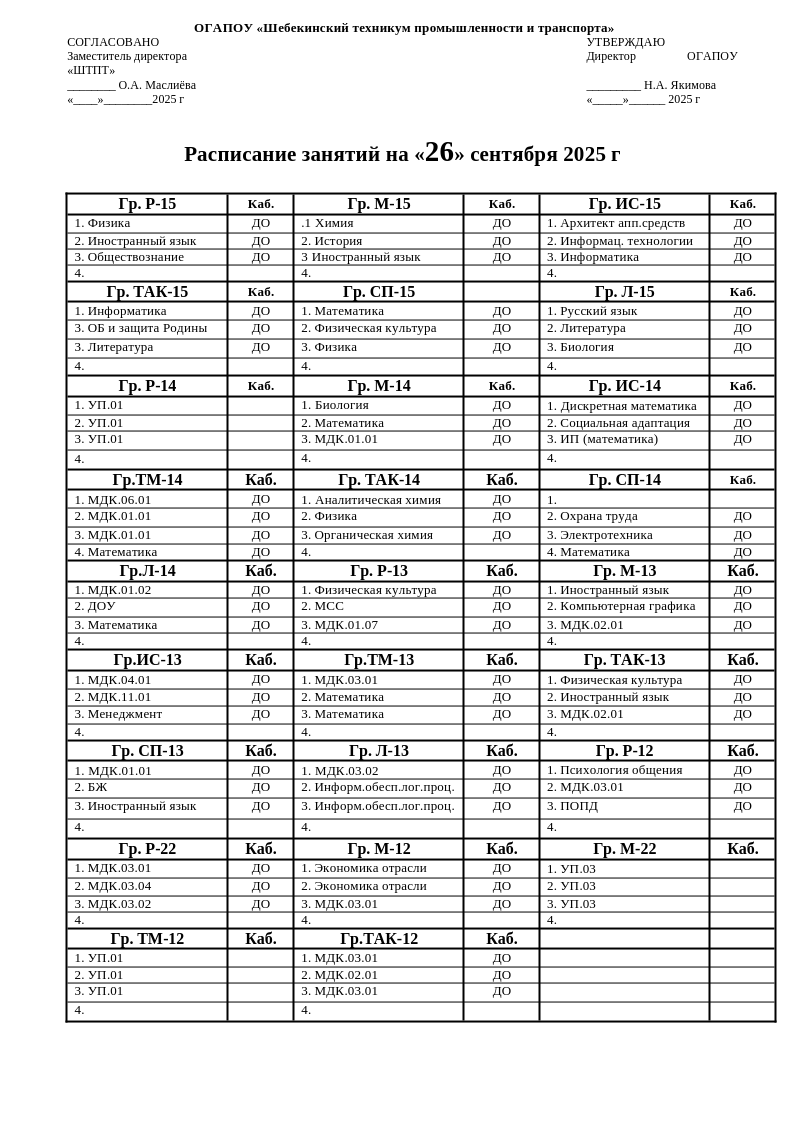 ОГАПОУ «Шебекинский техникум промышленности и транспорта»
СОГЛАСОВАНО УТВЕРЖДАЮ
Заместитель директора Директор ОГАПОУ
«ШТПТ»
________ О.А. Маслиёва _________ Н.А. Якимова
«____»________2025 г «_____»______ 2025 г
Расписание занятий на «26» сентября 2025 г
Гр. Р-15 Каб. Гр. М-15 Каб. Гр. ИС-15 Каб.
1. Физика ДО .1 Химия ДО 1. Архитект апп.средств ДО
2. Иностранный язык ДО 2. История ДО 2. Информац. технологии ДО
3. Обществознание ДО 3 Иностранный язык ДО 3. Информатика ДО
4. 4. 4.
Гр. ТАК-15 Каб. Гр. СП-15 Гр. Л-15 Каб.
1. Информатика ДО 1. Математика ДО 1. Русский язык ДО
3. ОБ и защита Родины ДО 2. Физическая культура ДО 2. Литература ДО
3. Литература ДО 3. Физика ДО 3. Биология ДО
4. 4. 4.
Гр. Р-14 Каб. Гр. М-14 Каб. Гр. ИС-14 Каб.
1. УП.01 1. Биология ДО 1. Дискретная математика ДО
2. УП.01 2. Математика ДО 2. Социальная адаптация ДО
3. УП.01 3. МДК.01.01 ДО 3. ИП (математика) ДО
4. 4. 4.
Гр.ТМ-14 Каб. Гр. ТАК-14 Каб. Гр. СП-14 Каб.
1. МДК.06.01 ДО 1. Аналитическая химия ДО 1.
2. МДК.01.01 ДО 2. Физика ДО 2. Охрана труда ДО
3. МДК.01.01 ДО 3. Органическая химия ДО 3. Электротехника ДО
4. Математика ДО 4. 4. Математика ДО
Гр.Л-14 Каб. Гр. Р-13 Каб. Гр. М-13 Каб.
1. МДК.01.02 ДО 1. Физическая культура ДО 1. Иностранный язык ДО
2. ДОУ ДО 2. МСС ДО 2. Компьютерная графика ДО
3. Математика ДО 3. МДК.01.07 ДО 3. МДК.02.01 ДО
4. 4. 4.
Гр.ИС-13 Каб. Гр.ТМ-13 Каб. Гр. ТАК-13 Каб.
1. МДК.04.01 ДО 1. МДК.03.01 ДО 1. Физическая культура ДО
2. МДК.11.01 ДО 2. Математика ДО 2. Иностранный язык ДО
3. Менеджмент ДО 3. Математика ДО 3. МДК.02.01 ДО
4. 4. 4.
Гр. СП-13 Каб. Гр. Л-13 Каб. Гр. Р-12 Каб.
1. МДК.01.01 ДО 1. МДК.03.02 ДО 1. Психология общения ДО
2. БЖ ДО 2. Информ.обесп.лог.проц. ДО 2. МДК.03.01 ДО
3. Иностранный язык ДО 3. Информ.обесп.лог.проц. ДО 3. ПОПД ДО
4. 4. 4.
Гр. Р-22 Каб. Гр. М-12 Каб. Гр. М-22 Каб.
1. МДК.03.01 ДО 1. Экономика отрасли ДО 1. УП.03
2. МДК.03.04 ДО 2. Экономика отрасли ДО 2. УП.03
3. МДК.03.02 ДО 3. МДК.03.01 ДО 3. УП.03
4. 4. 4.
Гр. ТМ-12 Каб. Гр.ТАК-12 Каб.
1. УП.01 1. МДК.03.01 ДО
2. УП.01 2. МДК.02.01 ДО
3. УП.01 3. МДК.03.01 ДО
4. 4.